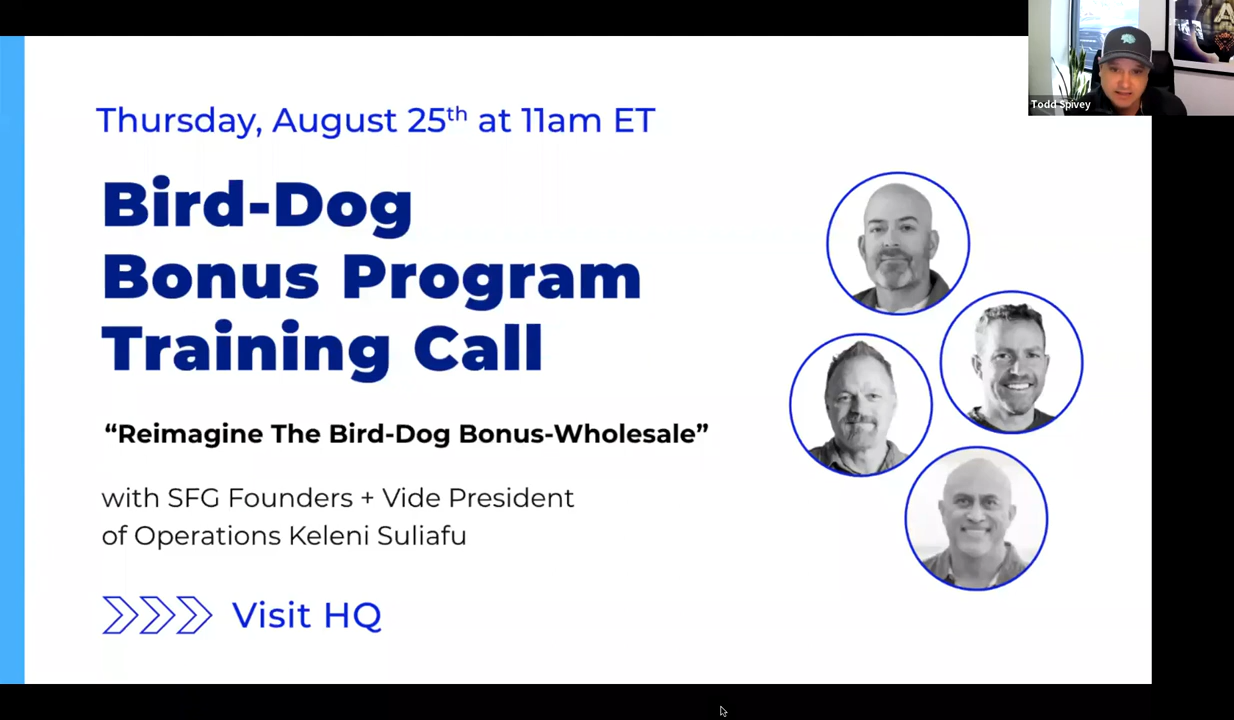 Todd Spivey
Thursday, August 25th at 11am ET
Bird-Dog
Bonus Program
Training Call
“Reimagine The Bird-Dog Bonus-Wholesale”
with SFG Founders + Vide President
of Operations Keleni Suliafu
Visit HQ